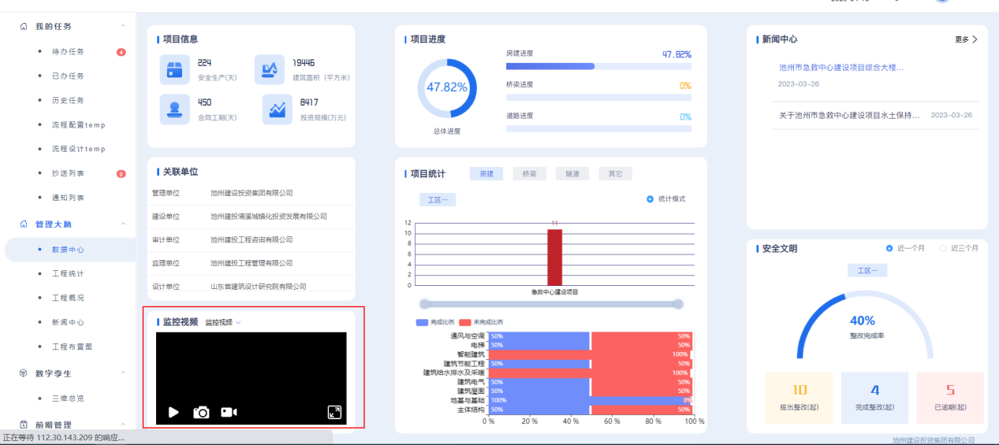 我的任务
待办任务 4
已办任务
历史任务
流程配置temp
流程设计temp
抄送列表 0
通知列表
管理大脑
数据中心
工程统计
工程概况
新闻中心
工程布置图
数字孪生
三维总览
前期管理
正在等待 112.30.143.209 的响应...
项目信息
224
安全生产(天)
19446
建筑面积（平方米）
450
合同工期(天)
8417
投资规模(万元)
关联单位
管理单位 池州建设投资集团有限公司
建设单位 池州建投清溪城镇化投资发展有限公司
审计单位 池州建投工程咨询有限公司
监理单位 池州建投工程管理有限公司
设计单位 山东省建筑设计研究院有限公司
监控视频 监控视频
项目进度
47.82%
总体进度
房建进度 47.82%
桥梁进度 0%
道路进度 0%
项目统计 房建 桥梁 隧道 其它
工区一 统计模式
12
10
8
6
4
2
0
11
急救中心建设项目
完成比例 未完成比例
通风与空调 50% 50%
电梯 50% 50%
智能建筑 100%
建筑节能工程 50% 50%
建筑给水排水及采暖 100%
建筑电气 50% 50%
建筑屋面 50% 50%
地基与基础 100% 0%
主体结构 50% 50%
0 % 20 % 40 % 60 % 80 % 100 %
新闻中心 更多
池州市急救中心建设项目综合大楼...
2023-03-26
关于池州市急救中心建设项目水土保持... 2023-03-26
安全文明 近一个月 近三个月
工区一
40%
整改完成率
10
提出整改(起)
4
完成整改(起)
5
已逾期(起)
池州建设投资集团有限公司